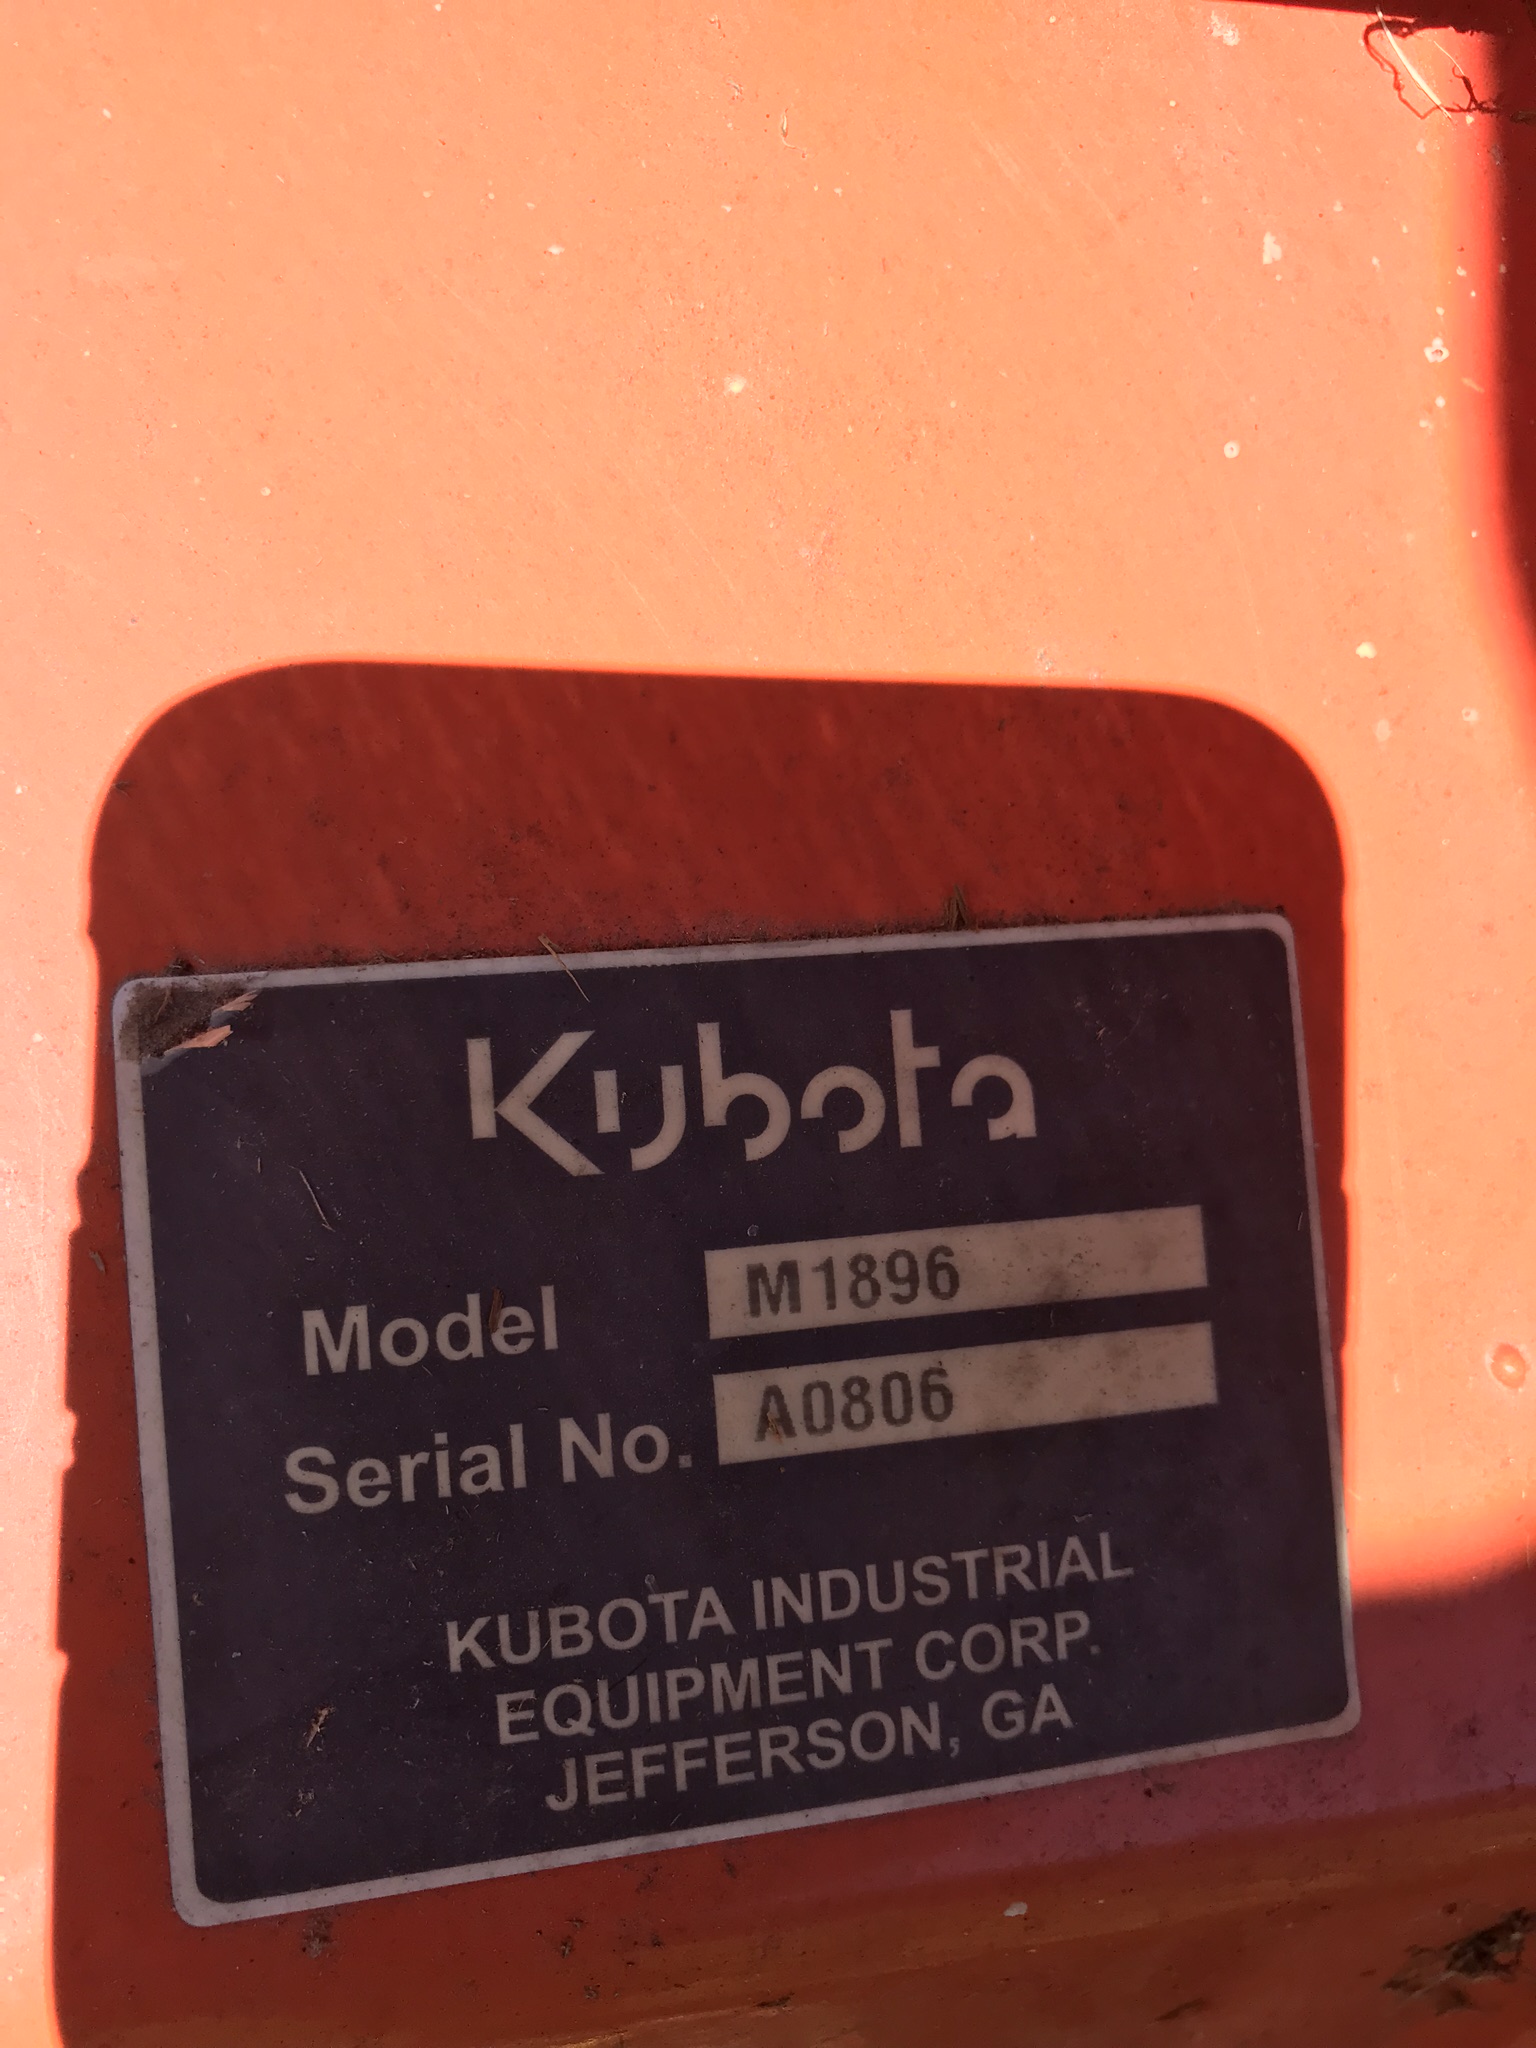 Kubota
Model M1896
Serial No. A0806
KUBOTA INDUSTRIAL
EQUIPMENT CORP.
JEFFERSON, GA